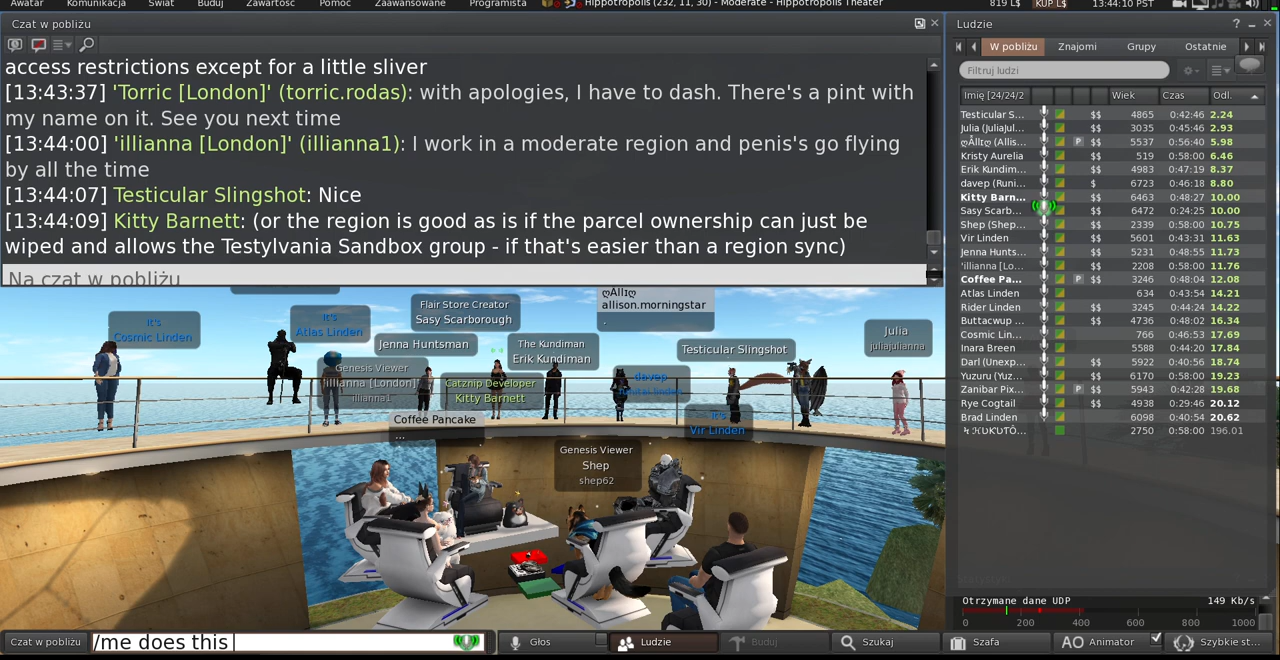 Awatar Komunikacja Świat Buduj Zawartość Pomoc Zaawansowane Programista Hippotropolis (232, 11, 30) - Moderate - Hippotropolis Theater 819 L$ KUP L$ 13:44:10 PST
Czat w pobliżu
access restrictions except for a little sliver
[13:43:37] 'Torric [London]' (torric.rodas): with apologies, I have to dash. There's a pint with
my name on it. See you next time
[13:44:00] 'illianna [London]' (illianna1): I work in a moderate region and penis's go flying
by all the time
[13:44:07] Testicular Slingshot: Nice
[13:44:09] Kitty Barnett: (or the region is good as is if the parcel ownership can just be
wiped and allows the Testylvania Sandbox group - if that's easier than a region sync)
Na czat w pobliżu
It's
Cosmic Linden
It's
Atlas Linden
Flair Store Creator
Sasy Scarborough
ღAllιღ
allison.morningstar
.
Julia
juliajulianna
Jenna Huntsman
The Kundiman
Erik Kundiman
Testicular Slingshot
Genesis Viewer
'illianna [London]'
illianna1
Catznip Developer
Kitty Barnett
davep
It's
Vir Linden
Coffee Pancake
...
Genesis Viewer
Shep
shep62
Ludzie
W pobliżu Znajomi Grupy Ostatnie
Filtruj ludzi
Imię [24/24/2 Wiek Czas Odl.
Testicular S... $$ 4865 0:42:46 2.24
Julia (JuliaJul... $$ 3035 0:45:46 2.93
ღÅllιღ (Allis... P $$ 5537 0:56:40 5.98
Kristy Aurelia $$ 519 0:58:00 6.46
Erik Kundim... $$ 4983 0:47:19 8.37
davep (Runi... $ 6723 0:46:18 8.80
Kitty Barn... $$ 6463 0:48:27 10.00
Sasy Scarb... $$ 6472 0:24:25 10.00
Shep (Shep... $$ 2339 0:58:00 10.75
Vir Linden $$ 5601 0:43:31 11.63
Jenna Hunts... $$ 5231 0:48:55 11.73
'illianna [Lo... $$ 2208 0:58:00 11.76
Coffee Pa... P $$ 3246 0:48:04 12.08
Atlas Linden 634 0:43:54 14.21
Rider Linden $$ 3245 0:44:24 14.22
Buttacwup ... $$ 4736 0:48:02 16.34
Cosmic Lin... 766 0:46:53 17.69
Inara Breen 5588 0:44:20 17.84
Darl (Unexp... $$ 5922 0:40:56 18.74
Yuzuru (Yuz... $$ 6170 0:58:00 19.23
Zanibar Pix... P $$ 5943 0:42:28 19.68
Rye Cogtail $$ 4938 0:29:46 20.12
Brad Linden 6098 0:40:54 20.62
2750 0:58:00 196.01
Otrzymane dane UDP 149 Kb/s
0 200 400 600 800 1000
Czat w pobliżu /me does this Głos Ludzie Buduj Szukaj Szafa AO Animator Szybkie st...